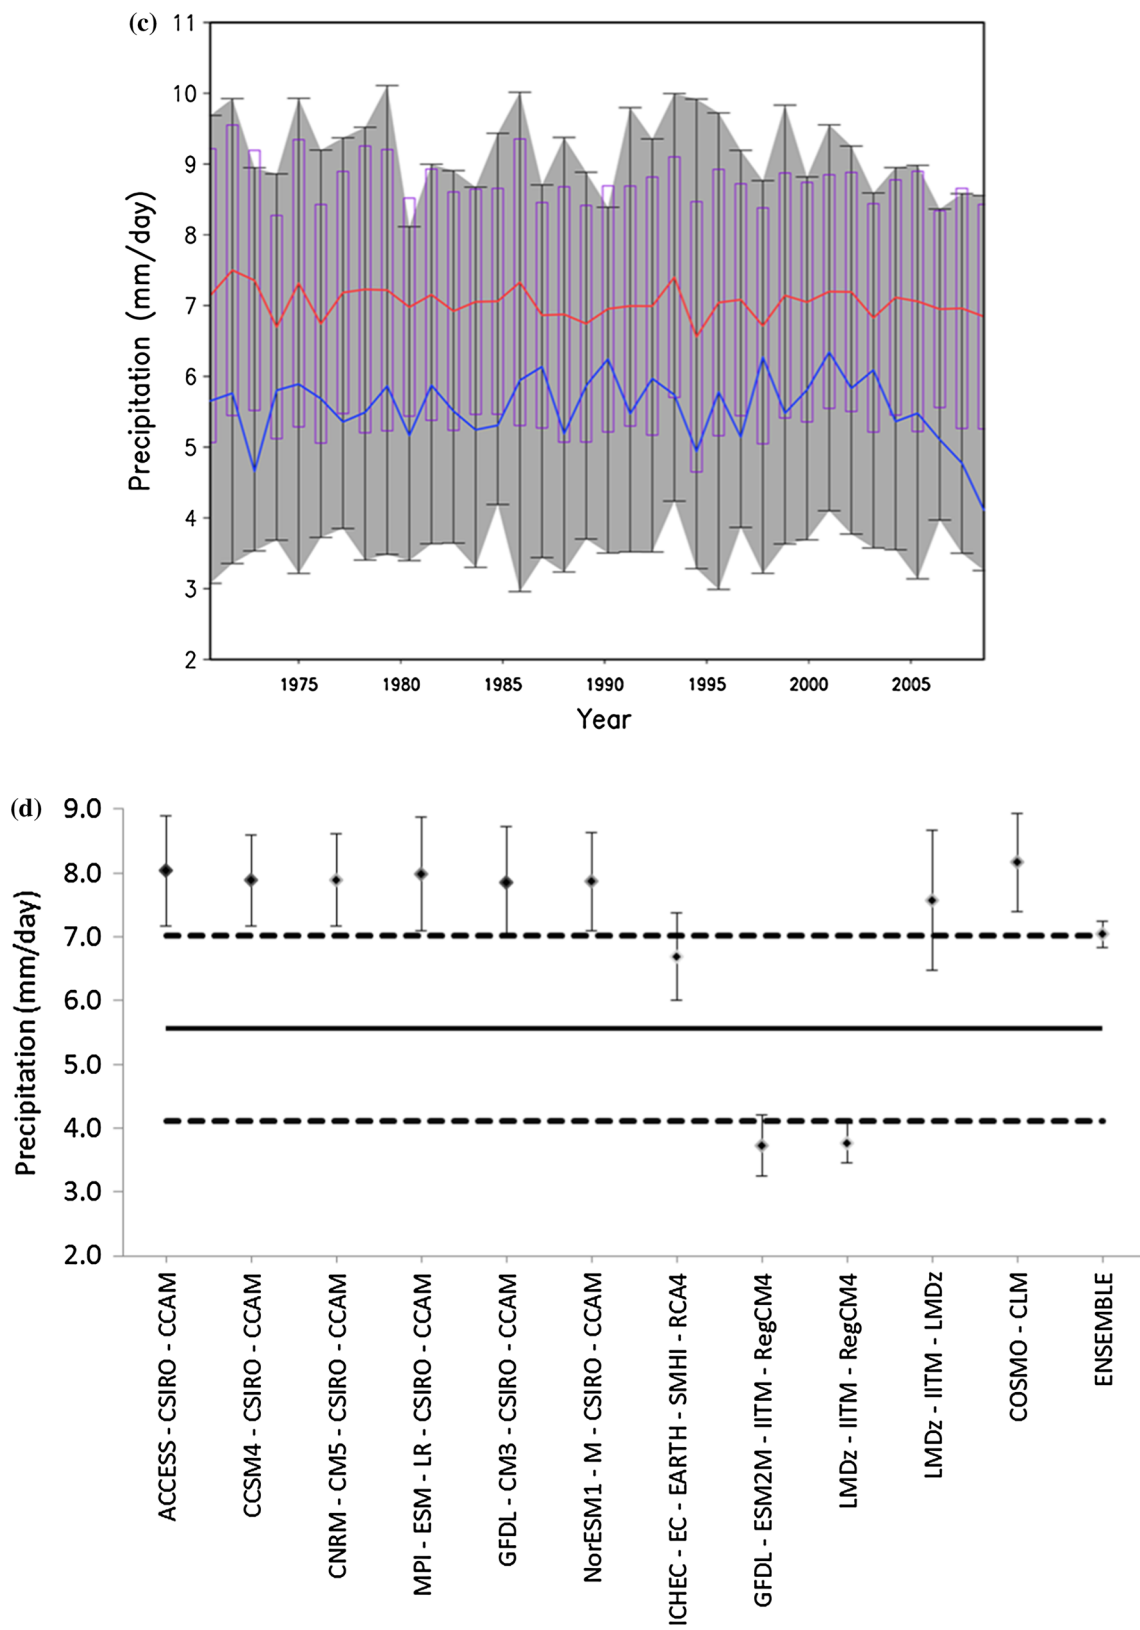 (c)
11
10
9
8
7
6
5
4
3
2
Precipitation (mm/day)
1975 1980 1985 1990 1995 2000 2005
Year
(d)
9.0
8.0
7.0
6.0
5.0
4.0
3.0
2.0
Precipitation (mm/day)
ACCESS - CSIRO - CCAM
CCSM4 - CSIRO - CCAM
CNRM - CM5 - CSIRO - CCAM
MPI - ESM - LR - CSIRO - CCAM
GFDL - CM3 - CSIRO - CCAM
NorESM1 - M - CSIRO - CCAM
ICHEC - EC - EARTH - SMHI - RCA4
GFDL - ESM2M - IITM - RegCM4
LMDz - IITM - RegCM4
LMDz - IITM - LMDz
COSMO - CLM
ENSEMBLE